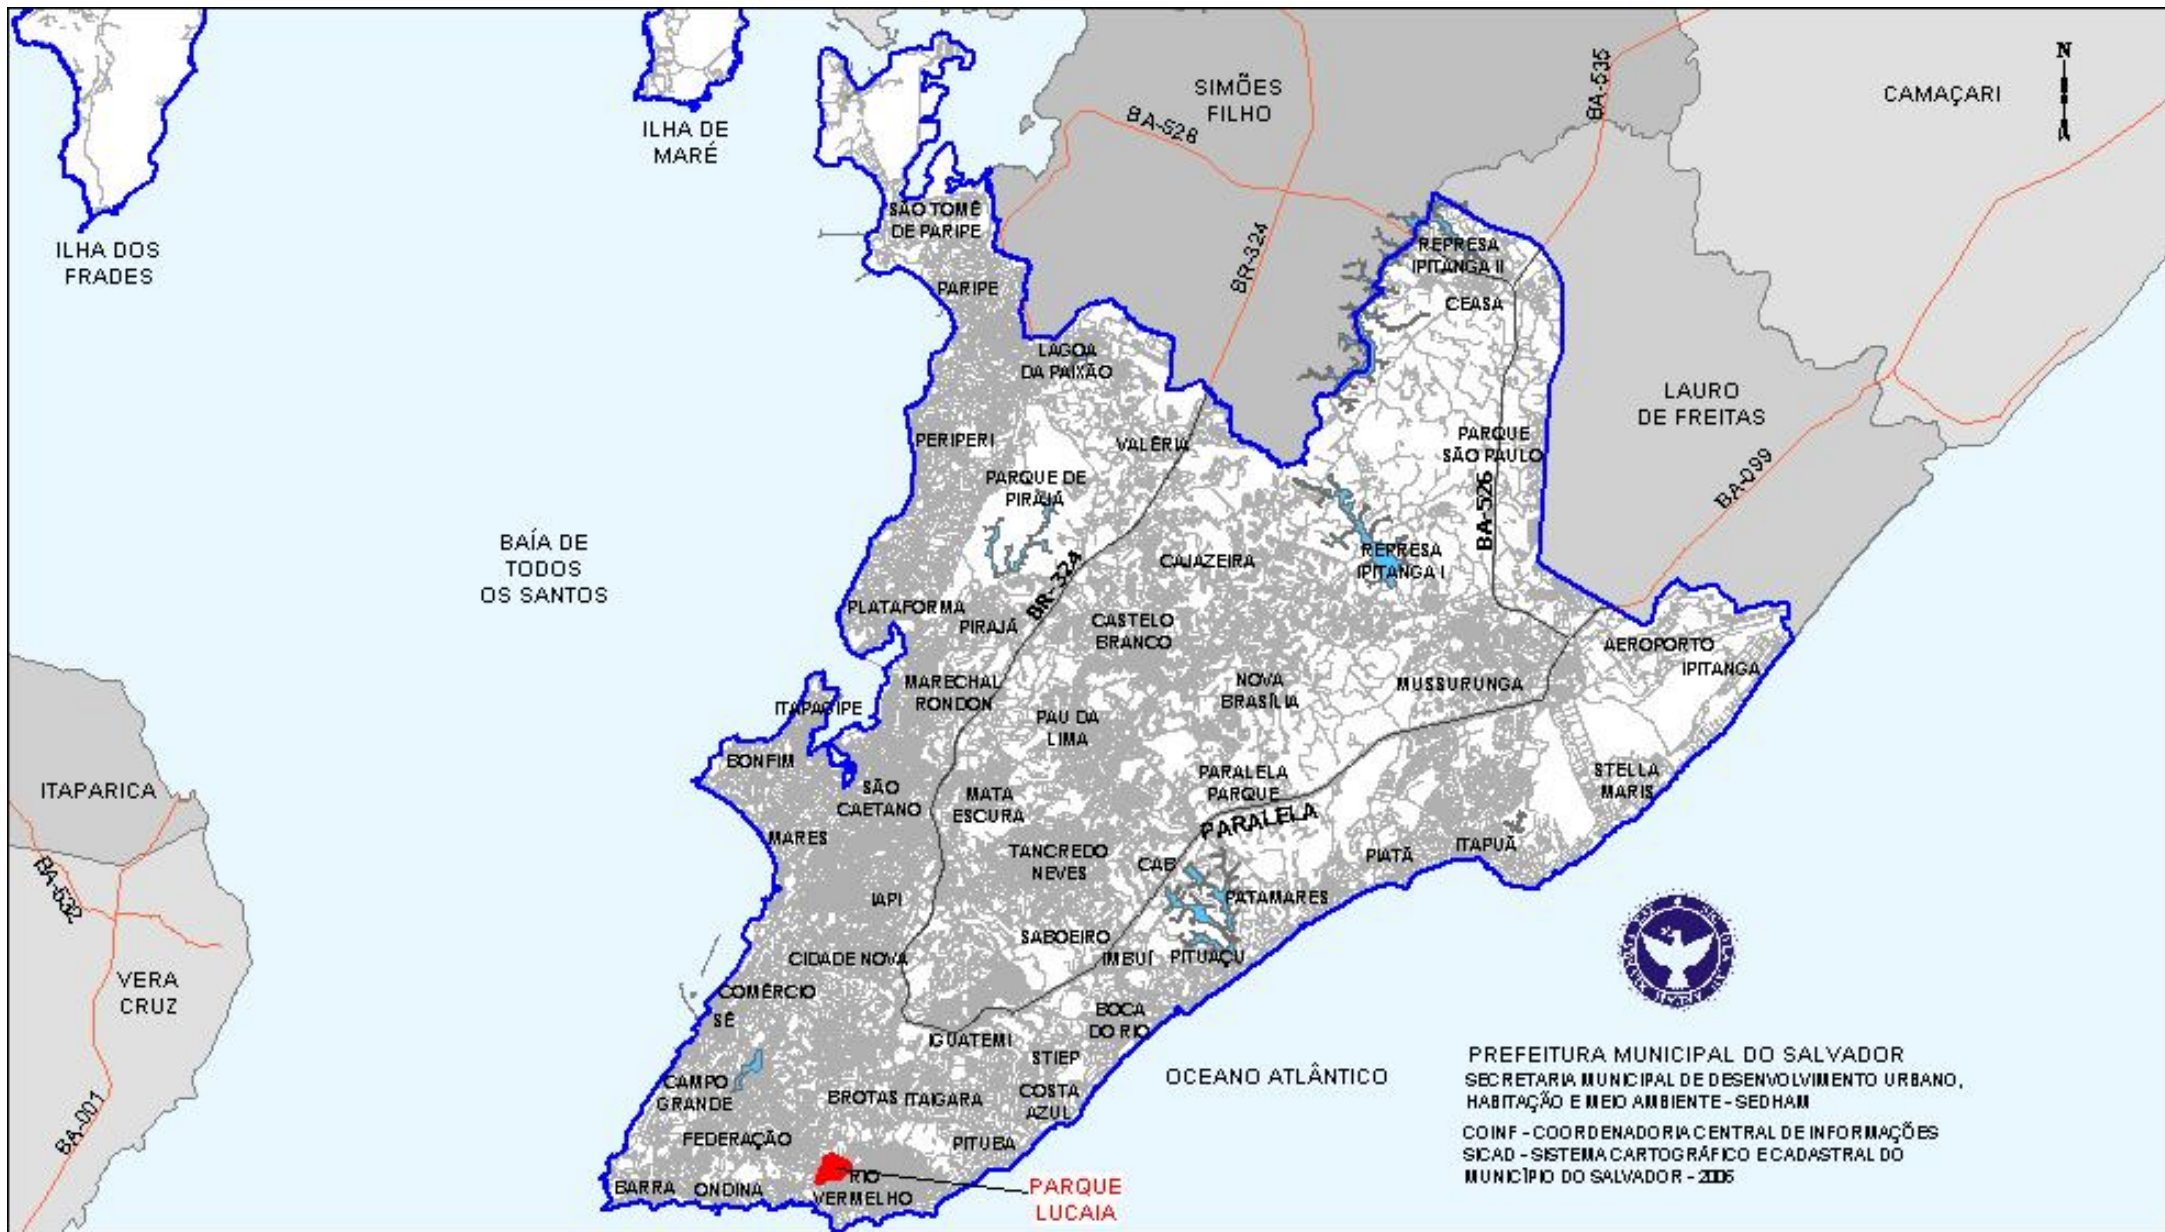 N
SIMÕES
FILHO
CAMAÇARI
BA-535
BA-526
ILHA DE
MARÉ
ILHA DOS
FRADES
SÃO TOMÉ
DE PARIPE
BR-324
REPRESA
IPITANGA II
CEASA
PARIPE
LAGOA
DA PAIXÃO
LAURO
DE FREITAS
PERIPERI
VALÉRIA
PARQUE
SÃO PAULO
PARQUE DE
PIRAJÁ
BA-099
BA-526
BAÍA DE
TODOS
OS SANTOS
CAJAZEIRA
REPRESA
IPITANGA I
BR-324
PLATAFORMA
PIRAJÁ
CASTELO
BRANCO
AEROPORTO
IPITANGA
MARECHAL
RONDON
NOVA
BRASÍLIA
MUSSURUNGA
ITAPAGIPE
PAU DA
LIMA
BONFIM
PARALELA
PARQUE
STELLA
MARIS
ITAPARICA
SÃO
CAETANO
MATA
ESCURA
PARALELA
MARES
TANCREDO
NEVES
CAB
PIATÃ
ITAPUÃ
BA-532
IAPI
PATAMARES
SABOEIRO
IMBUÍ
PITUAÇU
CIDADE NOVA
VERA
CRUZ
COMÉRCIO
SÉ
BOCA
DO RIO
IGUATEMI
STIEP
OCEANO ATLÂNTICO
CAMPO
GRANDE
BROTAS
ITAIGARA
COSTA
AZUL
BA-001
FEDERAÇÃO
PITUBA
BARRA
ONDINA
RIO
VERMELHO
PARQUE
LUCAIA
PREFEITURA MUNICIPAL DO SALVADOR
SECRETARIA MUNICIPAL DE DESENVOLVIMENTO URBANO,
HABITAÇÃO E MEIO AMBIENTE - SEDHAM
COINF - COORDENADORIA CENTRAL DE INFORMAÇÕES
SICAD - SISTEMA CARTOGRÁFICO E CADASTRAL DO
MUNICÍPIO DO SALVADOR - 2006